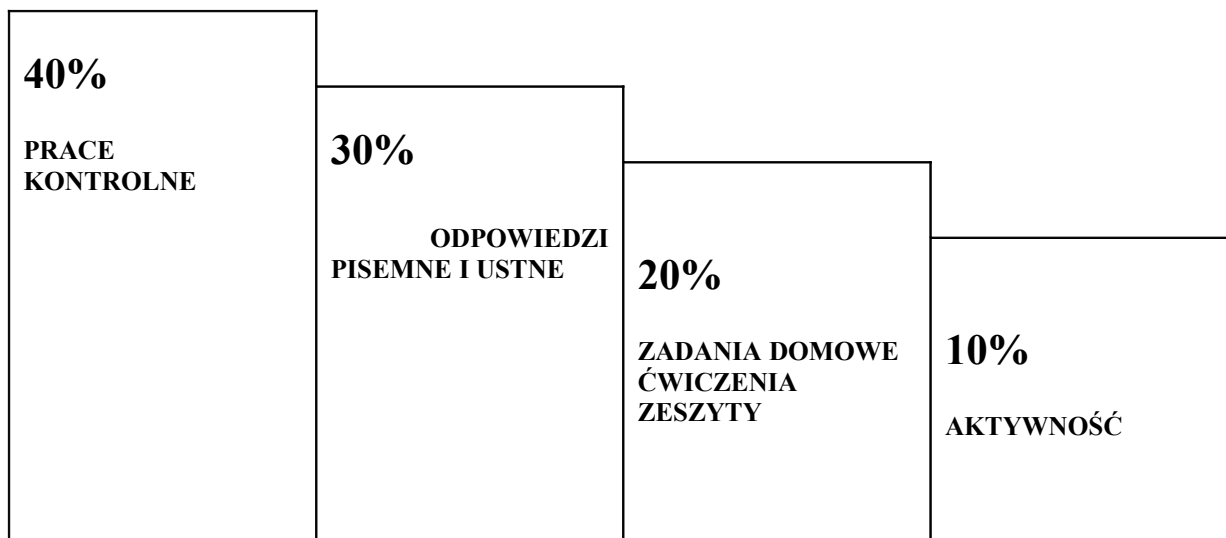 40%
PRACE
KONTROLNE
30%
ODPOWIEDZI
PISEMNE I USTNE
20%
ZADANIA DOMOWE
ĆWICZENIA
ZESZYTY
10%
AKTYWNOŚĆ